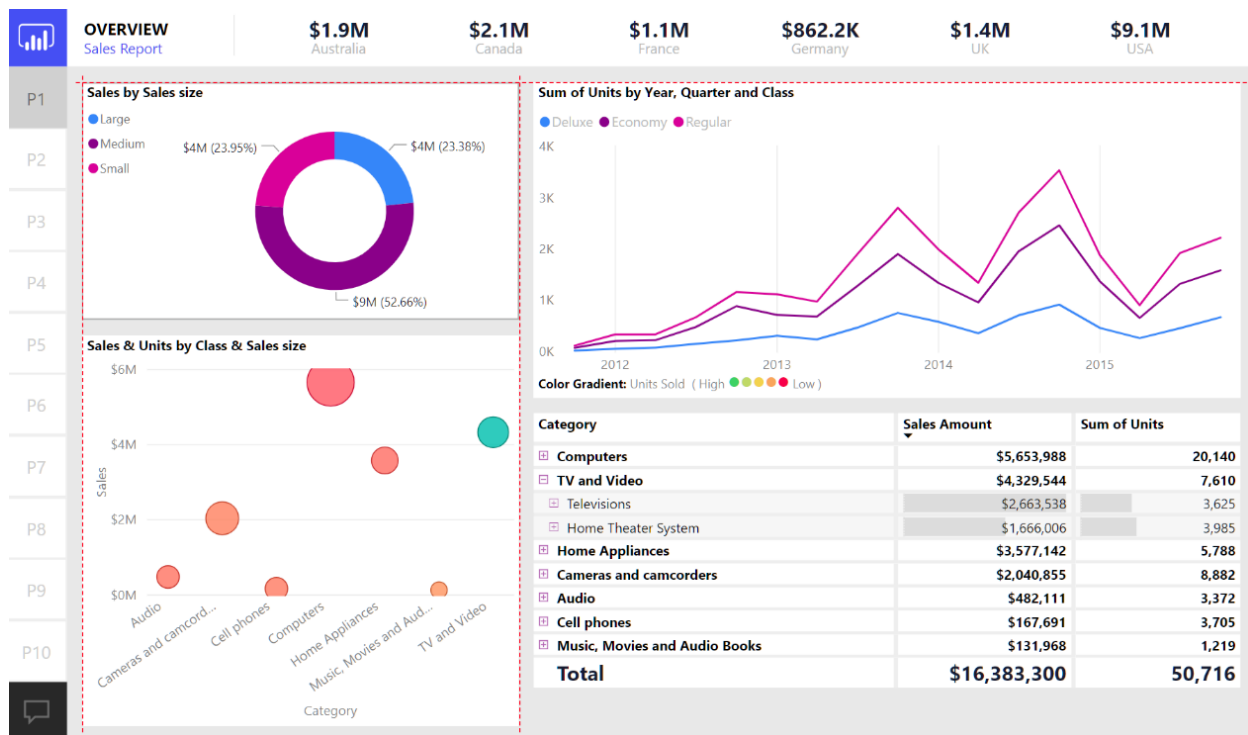 OVERVIEW
Sales Report
$1.9M
Australia
$2.1M
Canada
$1.1M
France
$862.2K
Germany
$1.4M
UK
$9.1M
USA
P1
P2
P3
P4
P5
P6
P7
P8
P9
P10
Sales by Sales size
Large
Medium
Small
$4M (23.95%)
$4M (23.38%)
$9M (52.66%)
Sum of Units by Year, Quarter and Class
Deluxe Economy Regular
4K
3K
2K
1K
0K
2012 2013 2014 2015
Color Gradient: Units Sold ( High Low )
Sales & Units by Class & Sales size
Sales
$6M
$4M
$2M
$0M
Audio
Cameras and camcord...
Cell phones
Computers
Home Appliances
Music, Movies and Aud...
TV and Video
Category
Category Sales Amount Sum of Units
Computers $5,653,988 20,140
TV and Video $4,329,544 7,610
Televisions $2,663,538 3,625
Home Theater System $1,666,006 3,985
Home Appliances $3,577,142 5,788
Cameras and camcorders $2,040,855 8,882
Audio $482,111 3,372
Cell phones $167,691 3,705
Music, Movies and Audio Books $131,968 1,219
Total $16,383,300 50,716